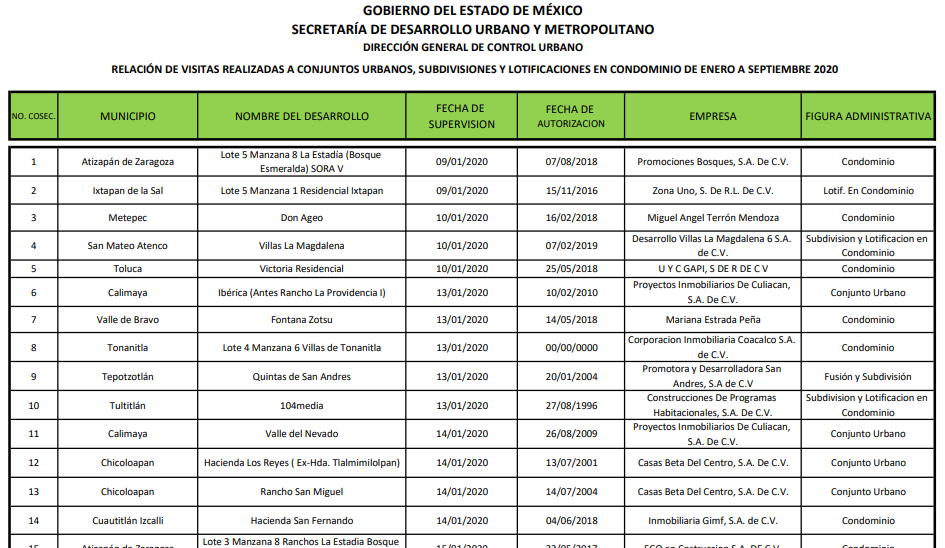 GOBIERNO DEL ESTADO DE MÉXICO
SECRETARÍA DE DESARROLLO URBANO Y METROPOLITANO
DIRECCIÓN GENERAL DE CONTROL URBANO
RELACIÓN DE VISITAS REALIZADAS A CONJUNTOS URBANOS, SUBDIVISIONES Y LOTIFICACIONES EN CONDOMINIO DE ENERO A SEPTIEMBRE 2020
NO. COSEC. MUNICIPIO NOMBRE DEL DESARROLLO FECHA DE SUPERVISION FECHA DE AUTORIZACION EMPRESA FIGURA ADMINISTRATIVA
1 Atizapán de Zaragoza Lote 5 Manzana 8 La Estadía (Bosque Esmeralda) SORA V 09/01/2020 07/08/2018 Promociones Bosques, S.A. De C.V. Condominio
2 Ixtapan de la Sal Lote 5 Manzana 1 Residencial Ixtapan 09/01/2020 15/11/2016 Zona Uno, S. De R.L. De C.V. Lotif. En Condominio
3 Metepec Don Ageo 10/01/2020 16/02/2018 Miguel Angel Terrón Mendoza Condominio
4 San Mateo Atenco Villas La Magdalena 10/01/2020 07/02/2019 Desarrollo Villas La Magdalena 6 S.A. de C.V. Subdivision y Lotificacion en Condominio
5 Toluca Victoria Residencial 10/01/2020 25/05/2018 U Y C GAPI, S DE R DE C V Condominio
6 Calimaya Ibérica (Antes Rancho La Providencia I) 13/01/2020 10/02/2010 Proyectos Inmobiliarios De Culiacan, S.A. De C.V. Conjunto Urbano
7 Valle de Bravo Fontana Zotsu 13/01/2020 14/05/2018 Mariana Estrada Peña Condominio
8 Tonanitla Lote 4 Manzana 6 Villas de Tonanitla 13/01/2020 00/00/0000 Corporacion Inmobiliaria Coacalco S.A. de C.V. Condominio
9 Tepotzotlán Quintas de San Andres 13/01/2020 20/01/2004 Promotora y Desarrolladora San Andres, S.A de C.V Fusión y Subdivisión
10 Tultitlán 104media 13/01/2020 27/08/1996 Construcciones De Programas Habitacionales, S.A. De C.V. Subdivision y Lotificacion en Condominio
11 Calimaya Valle del Nevado 14/01/2020 26/08/2009 Proyectos Inmobiliarios De Culiacan, S.A. De C.V. Conjunto Urbano
12 Chicoloapan Hacienda Los Reyes ( Ex-Hda. Tlalmimilolpan) 14/01/2020 13/07/2001 Casas Beta Del Centro, S.A. De C.V. Conjunto Urbano
13 Chicoloapan Rancho San Miguel 14/01/2020 14/07/2004 Casas Beta Del Centro, S.A. De C.V. Conjunto Urbano
14 Cuautitlán Izcalli Hacienda San Fernando 14/01/2020 04/06/2018 Inmobiliaria Gimf, S.A. de C.V. Condominio
Lote 3 Manzana 8 Ranchos La Estadia Bosque